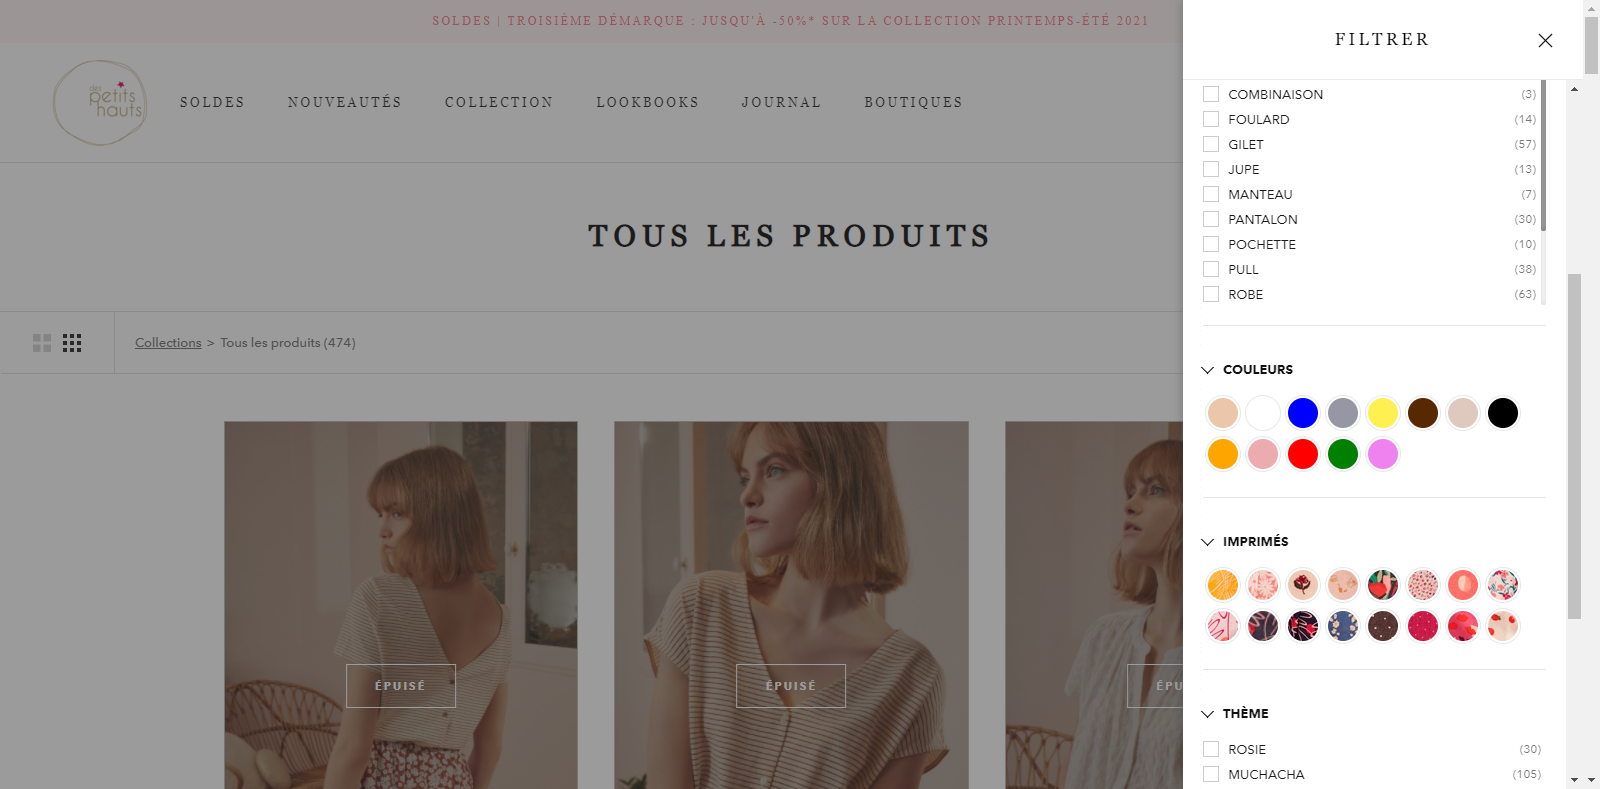 SOLDES | TROISIÈME DÉMARQUE : JUSQU'À -50%* SUR LA COLLECTION PRINTEMPS-ÉTÉ 2021
des
petits
hauts
SOLDES NOUVEAUTÉS COLLECTION LOOKBOOKS JOURNAL BOUTIQUES
TOUS LES PRODUITS
Collections > Tous les produits (474)
ÉPUISÉ
ÉPUISÉ
ÉPU
FILTRER
COMBINAISON (3)
FOULARD (14)
GILET (57)
JUPE (13)
MANTEAU (7)
PANTALON (30)
POCHETTE (10)
PULL (38)
ROBE (63)
COULEURS
IMPRIMÉS
THÈME
ROSIE (30)
MUCHACHA (105)